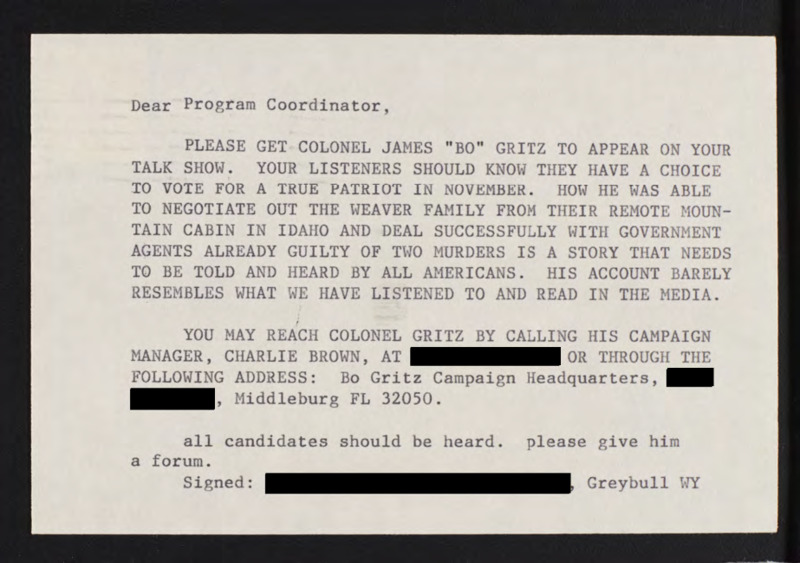 Dear Program Coordinator,
PLEASE GET COLONEL JAMES "BO" GRITZ TO APPEAR ON YOUR
TALK SHOW. YOUR LISTENERS SHOULD KNOW THEY HAVE A CHOICE
TO VOTE FOR A TRUE PATRIOT IN NOVEMBER. HOW HE WAS ABLE
TO NEGOTIATE OUT THE WEAVER FAMILY FROM THEIR REMOTE MOUN-
TAIN CABIN IN IDAHO AND DEAL SUCCESSFULLY WITH GOVERNMENT
AGENTS ALREADY GUILTY OF TWO MURDERS IS A STORY THAT NEEDS
TO BE TOLD AND HEARD BY ALL AMERICANS. HIS ACCOUNT BARELY
RESEMBLES WHAT WE HAVE LISTENED TO AND READ IN THE MEDIA.
YOU MAY REACH COLONEL GRITZ BY CALLING HIS CAMPAIGN
MANAGER, CHARLIE BROWN, AT OR THROUGH THE
FOLLOWING ADDRESS: Bo Gritz Campaign Headquarters,
, Middleburg FL 32050.
all candidates should be heard. please give him
a forum.
Signed: , Greybull WY